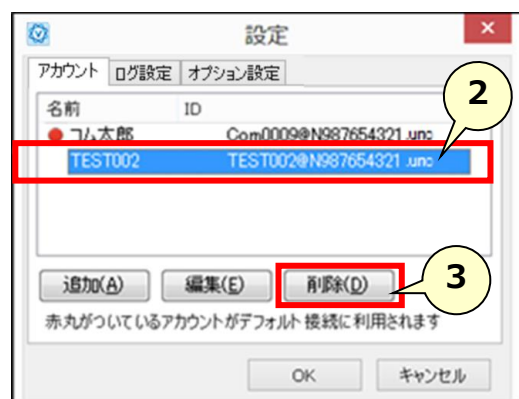 設定
アカウント ログ設定 オプション設定
名前 ID
コム太郎 Com0009@N987654321.unc
TEST002 TEST002@N987654321.unc
2
追加(A) 編集(E) 削除(D)
3
赤丸がついているアカウントがデフォルト接続に利用されます
OK キャンセル